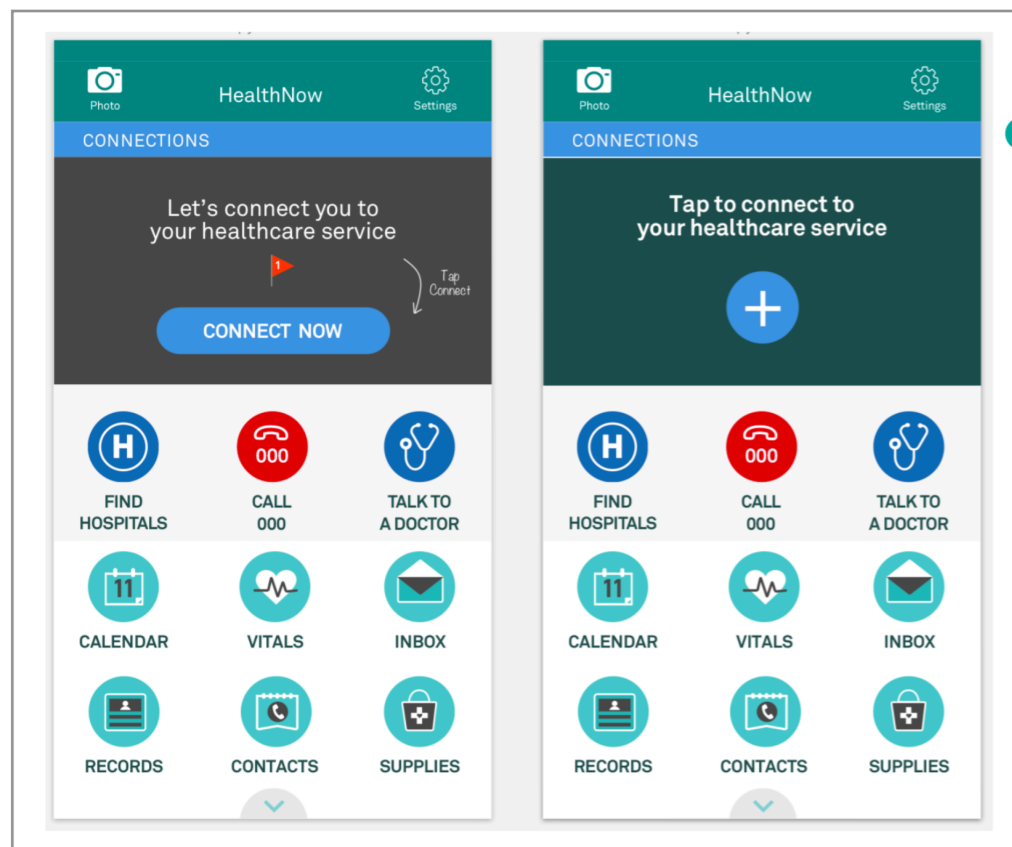 Photo
HealthNow
Settings
CONNECTIONS
Let's connect you to
your healthcare service
1
Tap
Connect
CONNECT NOW
H
000
FIND
HOSPITALS
CALL
000
TALK TO
A DOCTOR
11
CALENDAR
VITALS
INBOX
RECORDS
CONTACTS
SUPPLIES
Photo
HealthNow
Settings
CONNECTIONS
Tap to connect to
your healthcare service
H
000
FIND
HOSPITALS
CALL
000
TALK TO
A DOCTOR
11
CALENDAR
VITALS
INBOX
RECORDS
CONTACTS
SUPPLIES